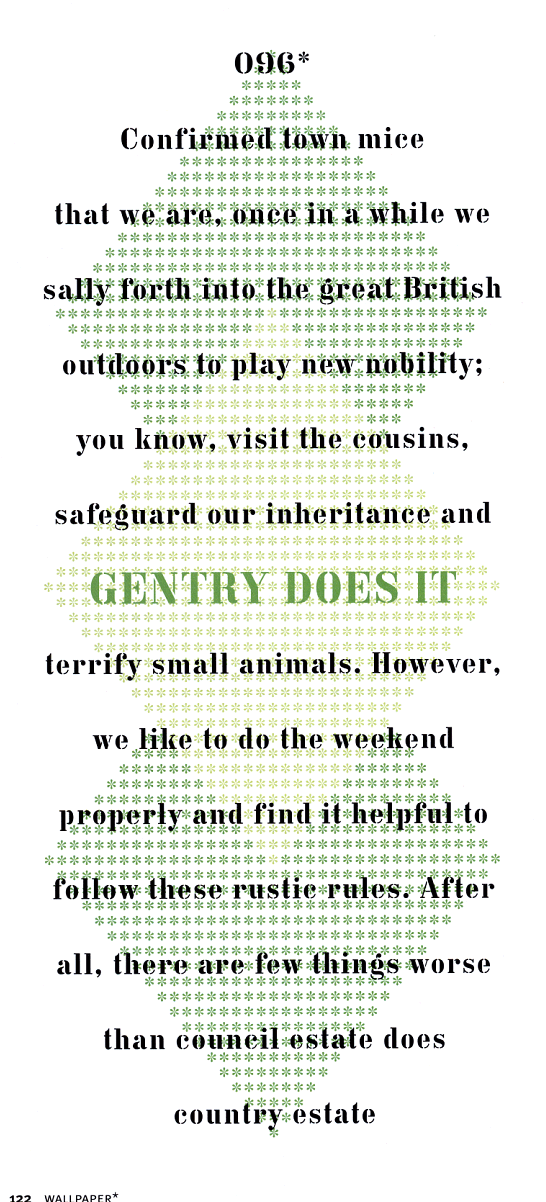 096*
Confirmed town mice
that we are, once in a while we
sally forth into the great British
outdoors to play new nobility;
you know, visit the cousins,
safeguard our inheritance and
GENTRY DOES IT
terrify small animals. However,
we like to do the weekend
properly and find it helpful to
follow these rustic rules. After
all, there are few things worse
than council estate does
country estate
122 WALLPAPER*